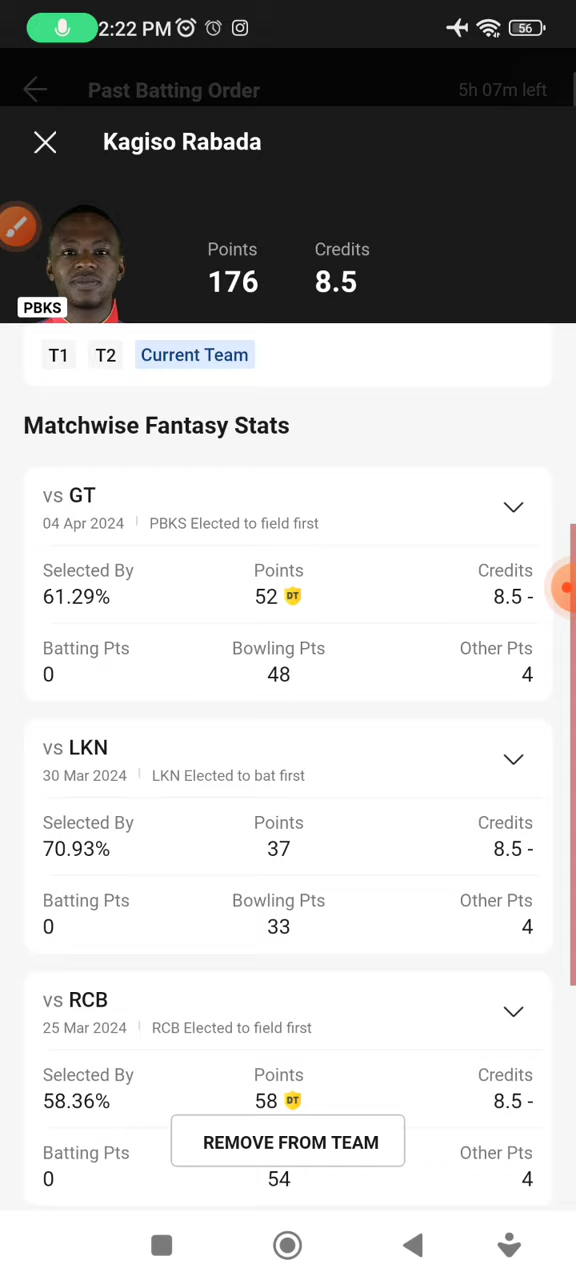 2:22 PM
56
Past Batting Order 5h 07m left
Kagiso Rabada
Points Credits
176 8.5
PBKS
T1 T2 Current Team
Matchwise Fantasy Stats
vs GT
04 Apr 2024 PBKS Elected to field first
Selected By Points Credits
61.29% 52 DT 8.5 -
Batting Pts Bowling Pts Other Pts
0 48 4
vs LKN
30 Mar 2024 LKN Elected to bat first
Selected By Points Credits
70.93% 37 8.5 -
Batting Pts Bowling Pts Other Pts
0 33 4
vs RCB
25 Mar 2024 RCB Elected to field first
Selected By Points Credits
58.36% 58 DT 8.5 -
REMOVE FROM TEAM
Batting Pts Other Pts
0 54 4